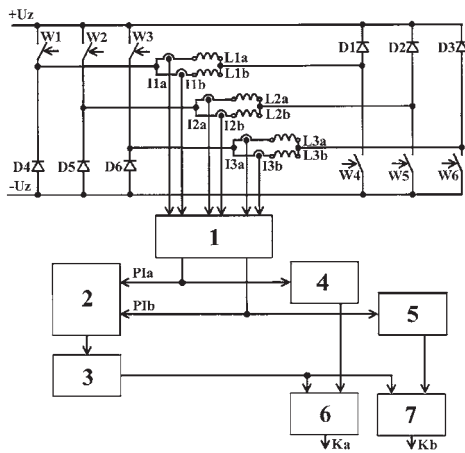 +Uz
W1 W2 W3 D1 D2 D3
L1a
I1a I1b L1b
L2a
I2a I2b L2b
L3a
I3a I3b L3b
D4 D5 D6 W4 W5 W6
-Uz
1
PIa
2 4
PIb
5
3
6 7
Ka Kb